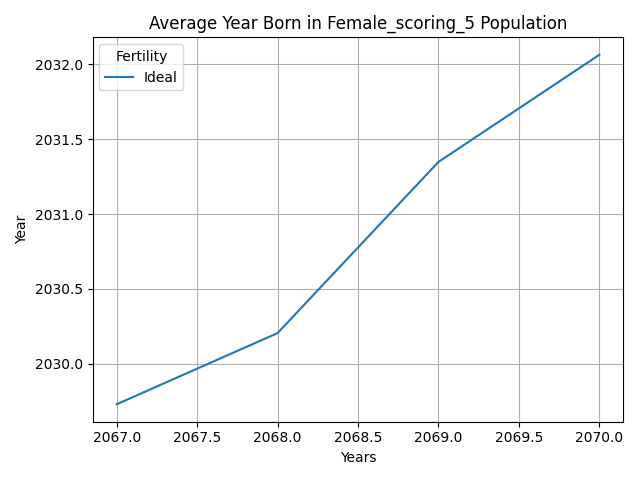 Average Year Born in Female_scoring_5 Population
Fertility
Ideal
2032.0
2031.5
2031.0
2030.5
2030.0
Year
2067.0 2067.5 2068.0 2068.5 2069.0 2069.5 2070.0
Years